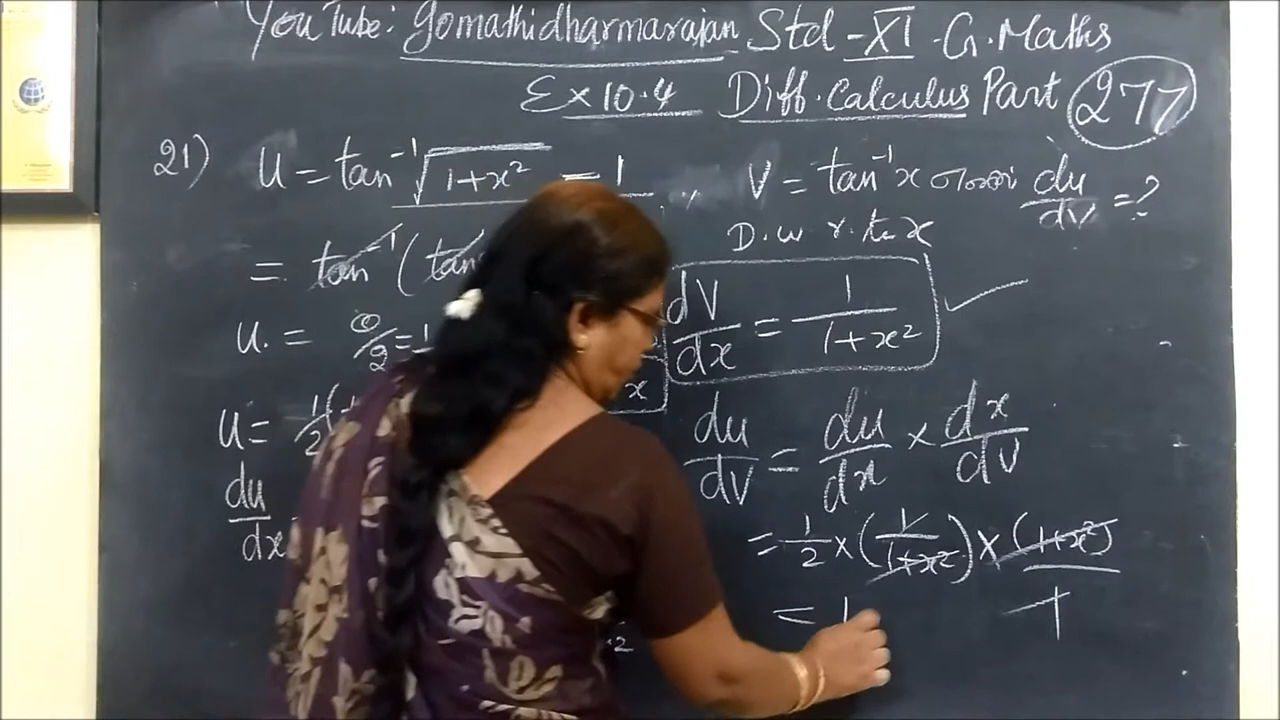 YouTube: Gomathidharmarajan Std - XI - G. Maths
Ex 10.4 Diff. Calculus Part 277
21) u = tan⁻¹ √(1+x²) - 1 V = tan⁻¹x எனில் du/dv = ?
D. w. r. to x
= tan⁻¹ (tan
dv/dx = 1/(1+x²) ✓
u. = θ/2 = 1
x
u = 1/2 (
du/dv = du/dx × dx/dv
du/dx
= 1/2 × (1/(1+x²)) × (1+x²)/1
= 1
2